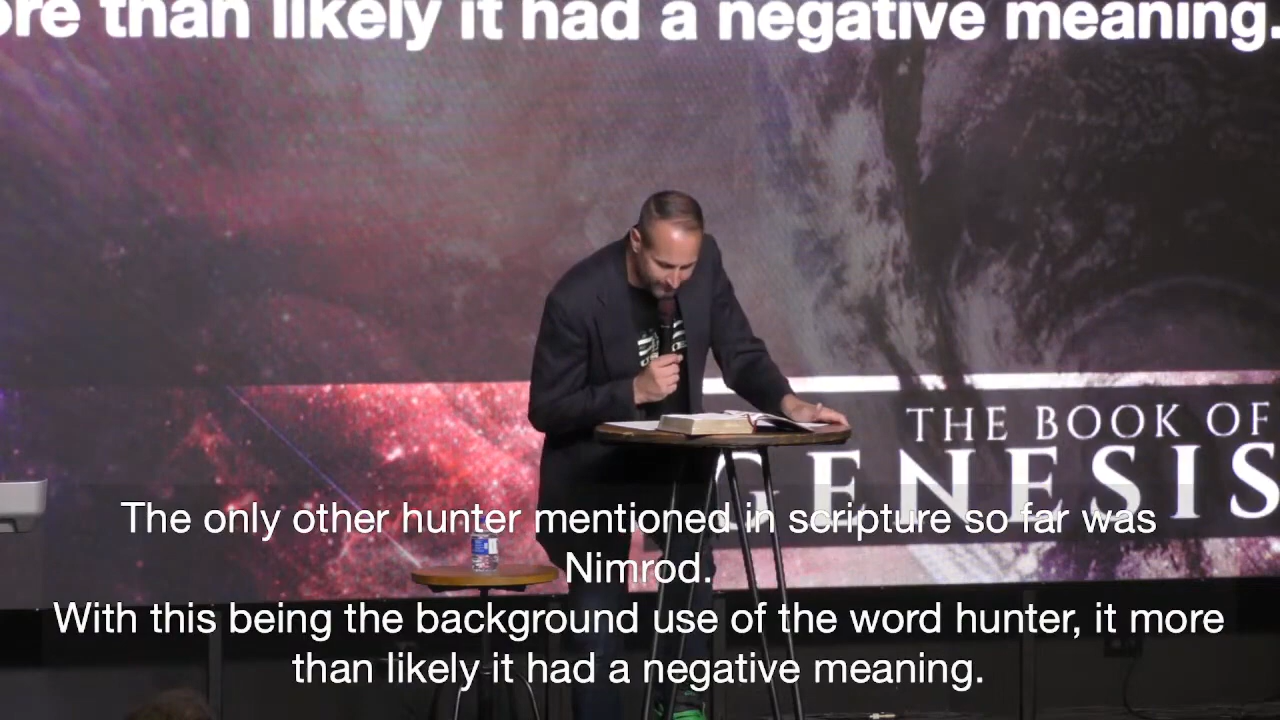 ore than likely it had a negative meaning.
THE BOOK OF
GENESIS
The only other hunter mentioned in scripture so far was
Nimrod.
With this being the background use of the word hunter, it more
than likely it had a negative meaning.